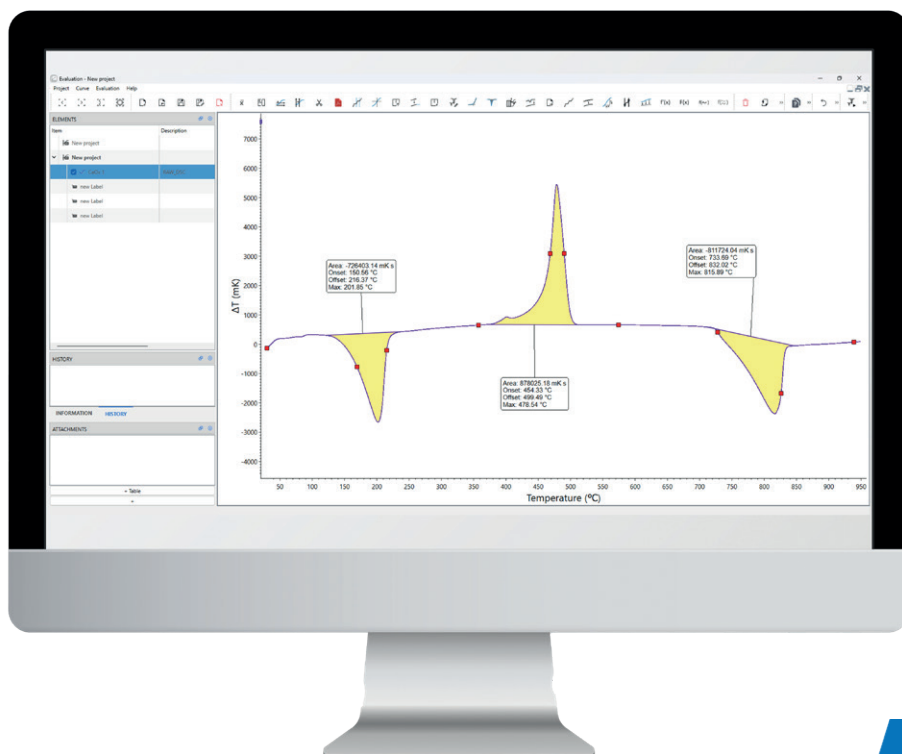 Evaluation - New project
Project Curve Evaluation Help
ELEMENTS
Item Description
New project
New project
new Label
new Label
new Label
HISTORY
INFORMATION HISTORY
ATTACHMENTS
+ Table
+
ΔT (mK)
7000
6000
5000
4000
3000
2000
1000
0
-1000
-2000
-3000
-4000
Area: -726403.14 mK s
Onset: 150.56 °C
Offset: 216.37 °C
Max: 201.85 °C
Area: 878025.18 mK s
Onset: 454.33 °C
Offset: 499.49 °C
Max: 478.54 °C
Area: -811724.04 mK s
Onset: 733.69 °C
Offset: 832.02 °C
Max: 815.89 °C
50 100 150 200 250 300 350 400 450 500 550 600 650 700 750 800 850 900 950
Temperature (°C)